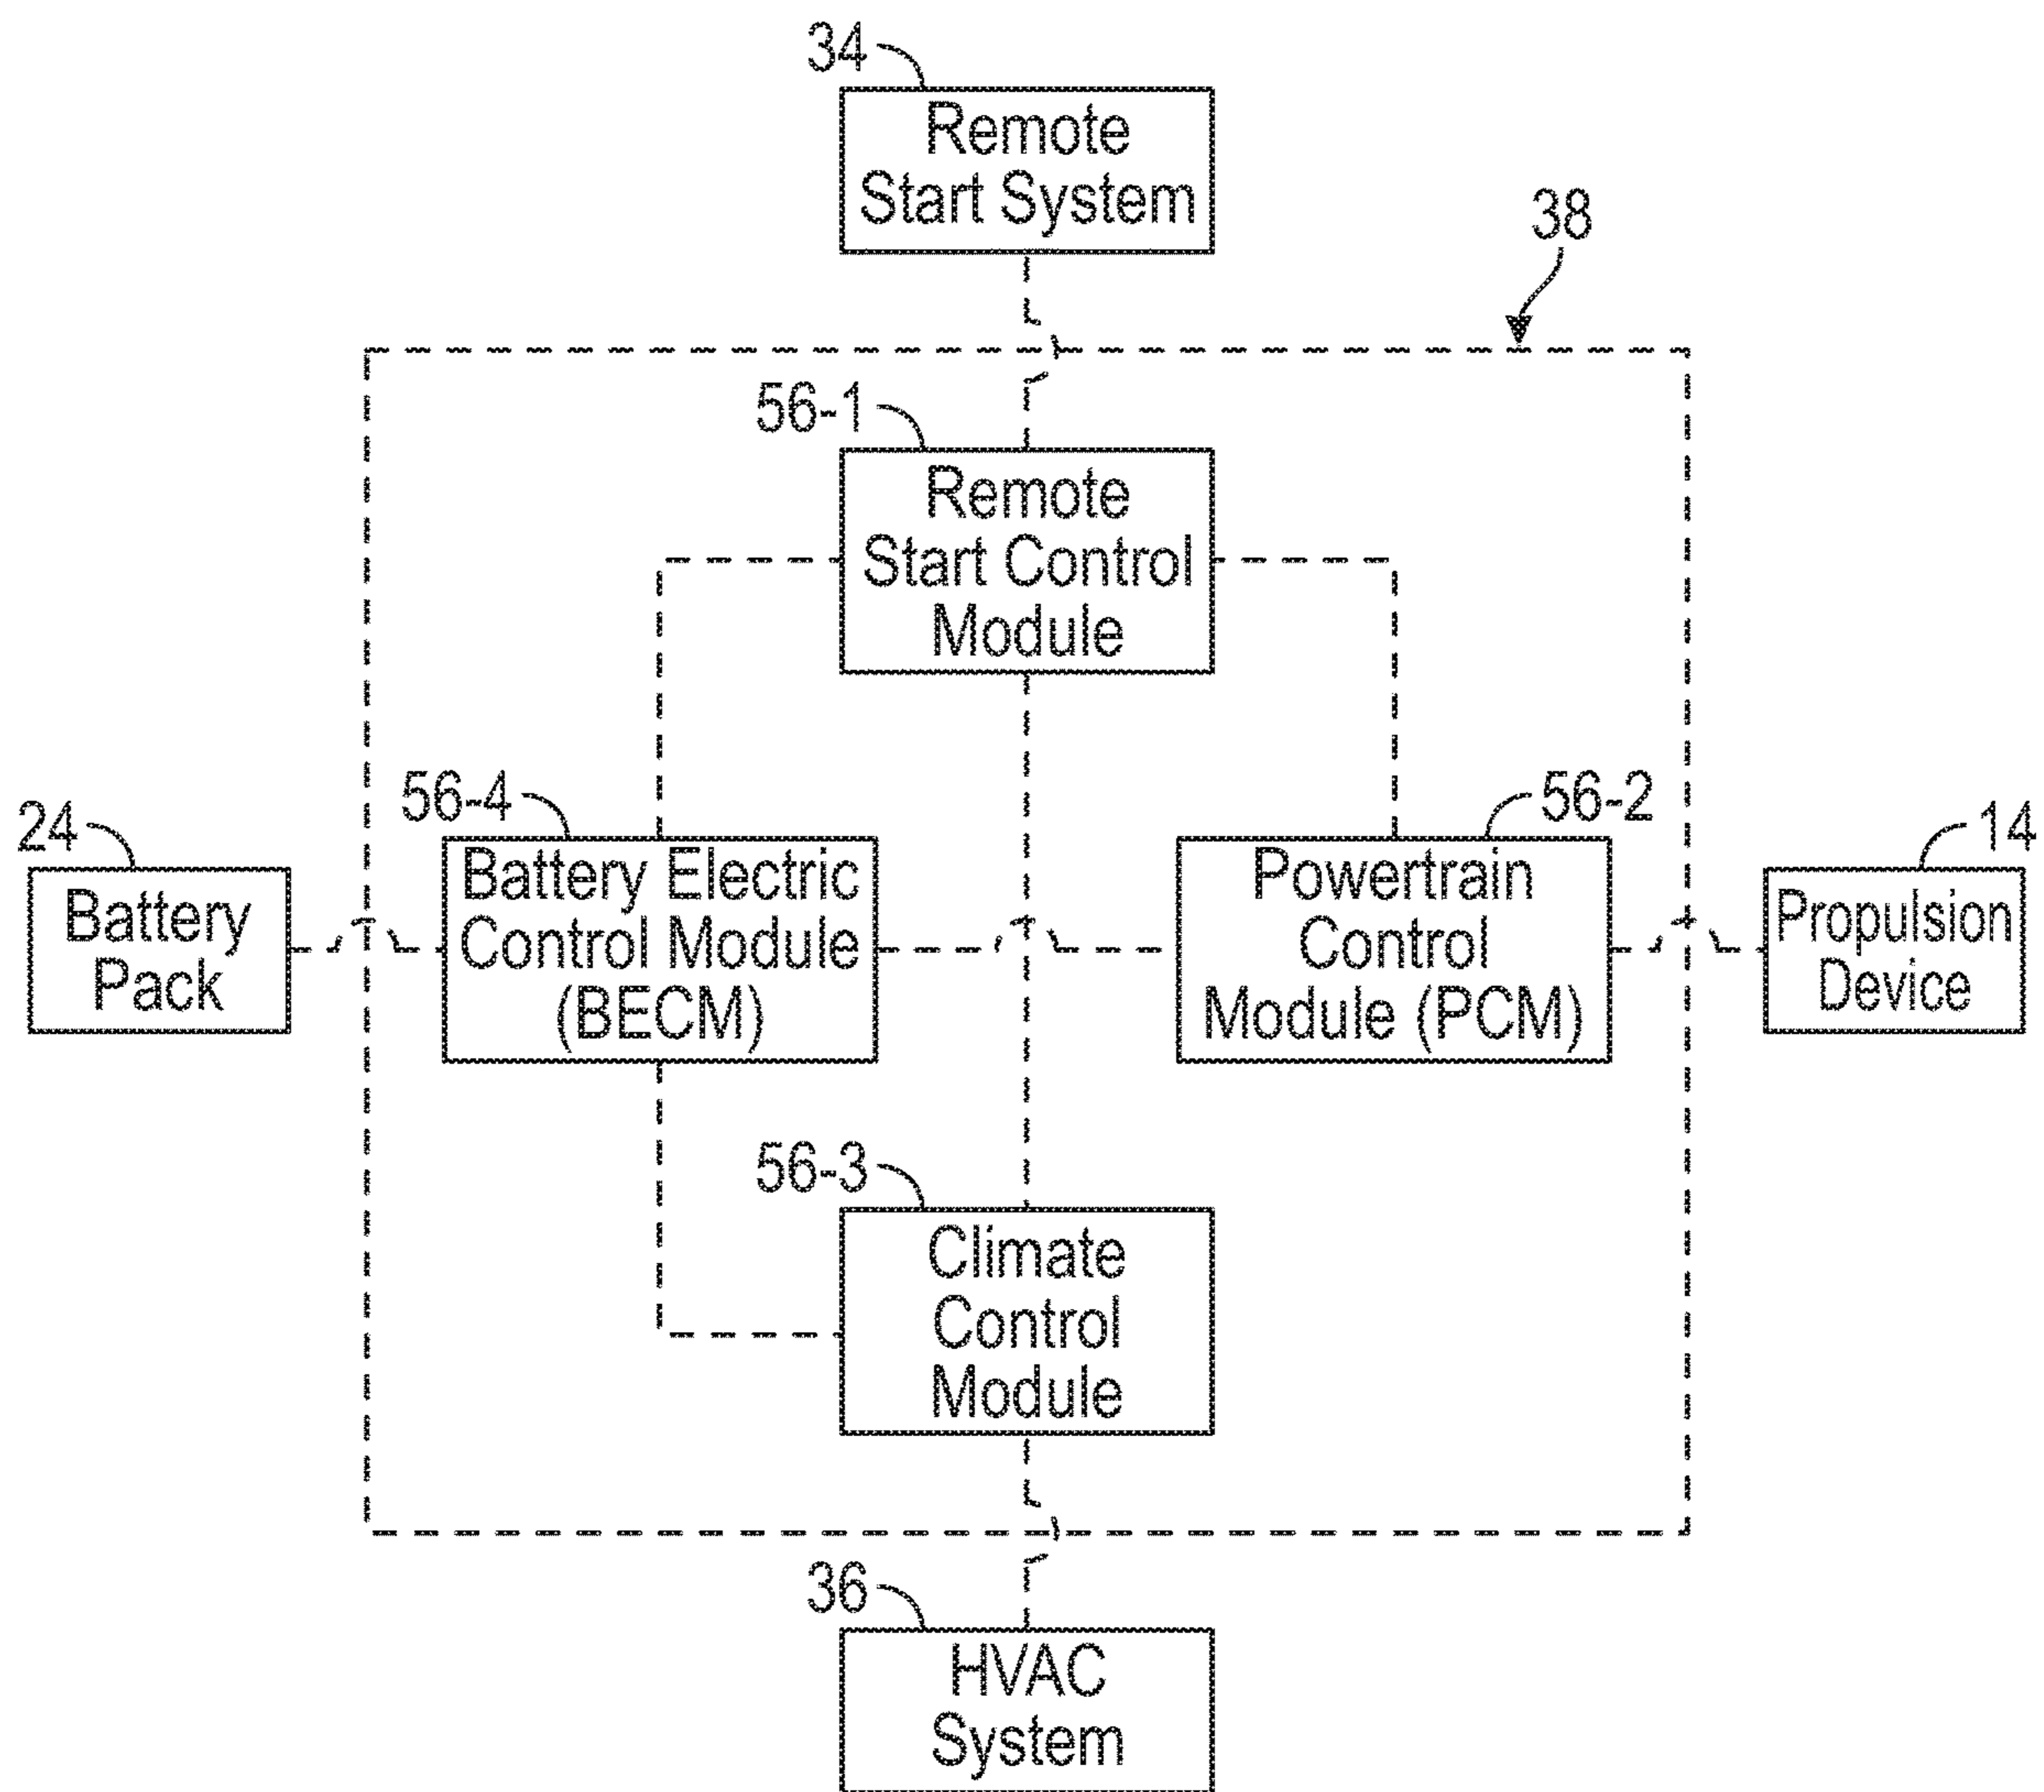 34
Remote
Start System
38
56-1
Remote
Start Control
Module
56-4
56-2
24
14
Battery
Pack
Battery Electric
Control Module
(BECM)
Powertrain
Control
Module (PCM)
Propulsion
Device
56-3
Climate
Control
Module
36
HVAC
System